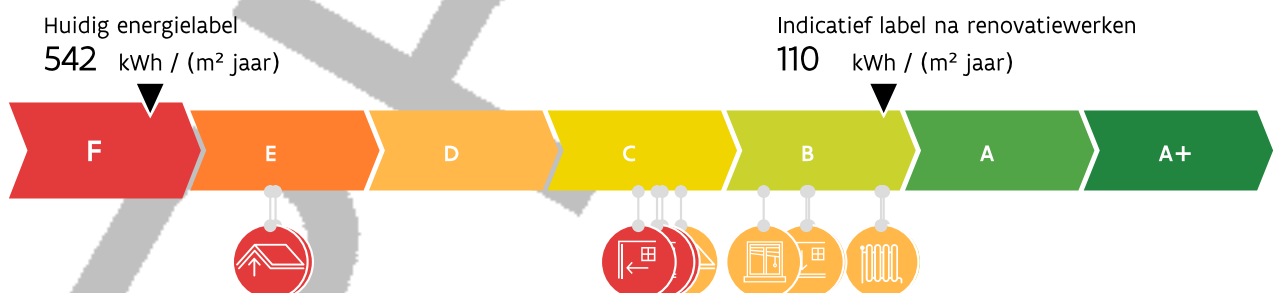 Huidig energielabel
542 kWh / (m² jaar)
Indicatief label na renovatiewerken
110 kWh / (m² jaar)
F E D C B A A+